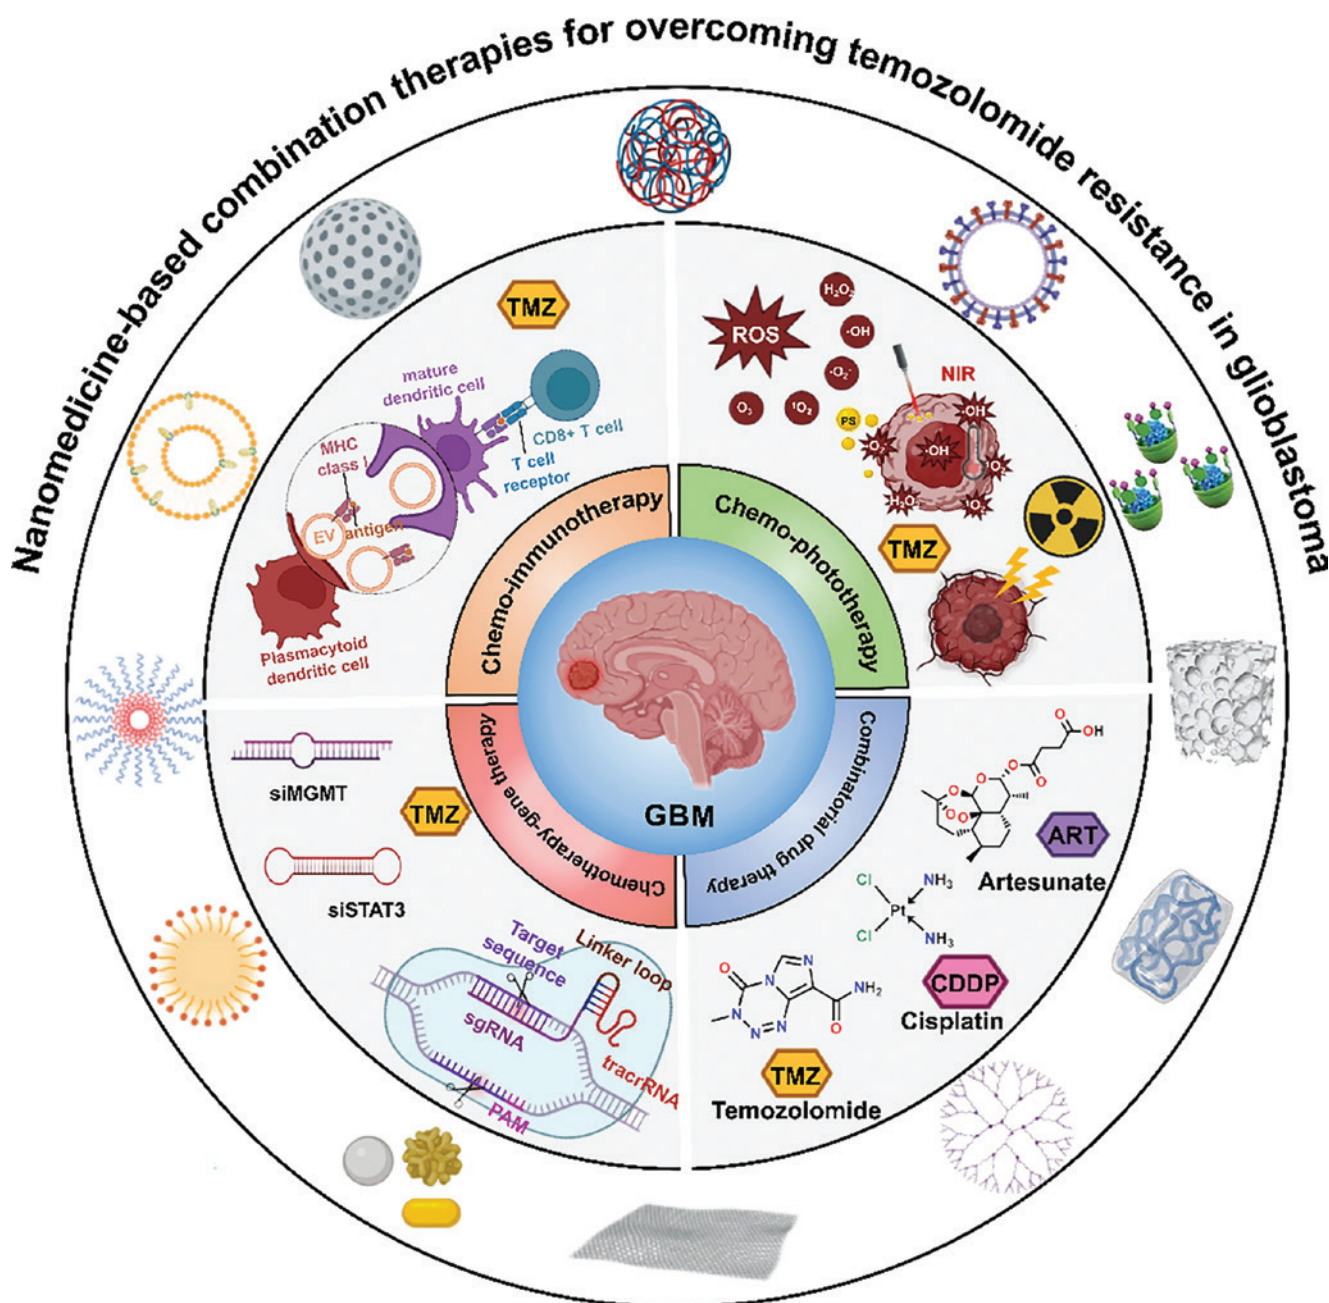 Nanomedicine-based combination therapies for overcoming temozolomide resistance in glioblastoma
TMZ
mature
dendritic cell
CD8+ T cell
T cell
receptor
MHC
class I
EV
antigen
Plasmacytoid
dendritic cell
Chemo-immunotherapy
ROS
H₂O₂
·OH
·O₂⁻
¹O₂
O₃
NIR
PS
·OH
·OH
H₂O₂
TMZ
Chemo-phototherapy
siMGMT
TMZ
siSTAT3
Target
sequence
Linker loop
sgRNA
tracrRNA
PAM
Chemotherapy-gene therapy
GBM
Combinatorial drug therapy
O
OH
O
O
O
O
O
O
O
ART
Artesunate
Cl
NH₃
Pt
Cl
NH₃
CDDP
Cisplatin
O
N
N
N
N
N
NH₂
O
TMZ
Temozolomide